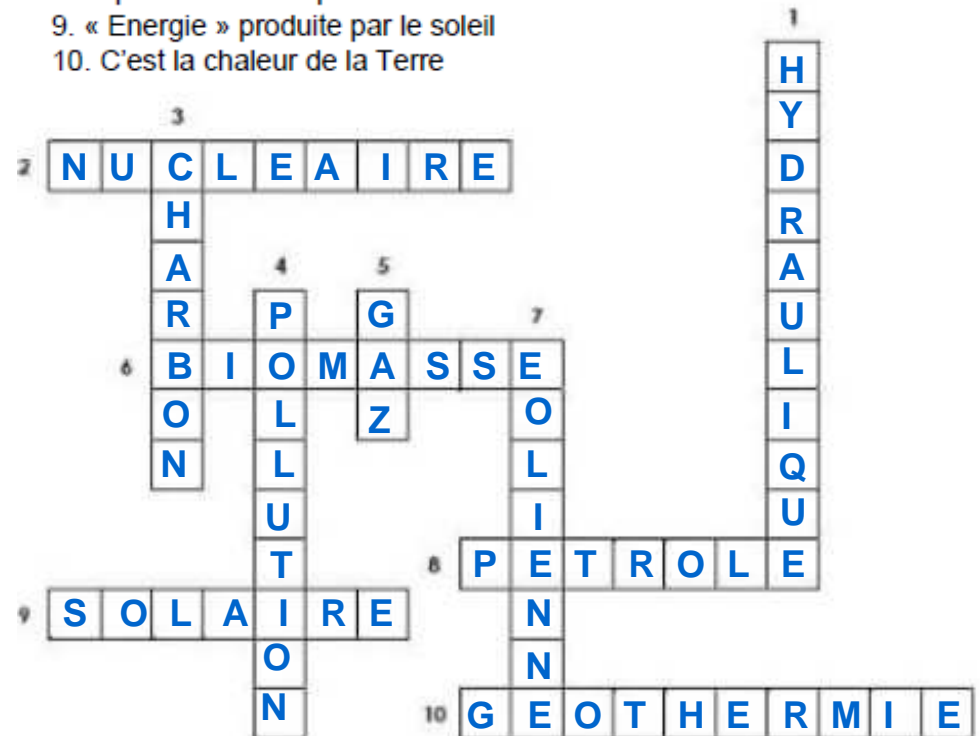 9. « Energie » produite par le soleil
10. C'est la chaleur de la Terre
1
H
Y
3
2 N U C L E A I R E D
H R
A 4 5 A
R P G 7 U
6 B I O M A S S E L
O L Z O I
N L L Q
U I U
T 8 P E T R O L E
9 S O L A I R E N
O N
N 10 G E O T H E R M I E